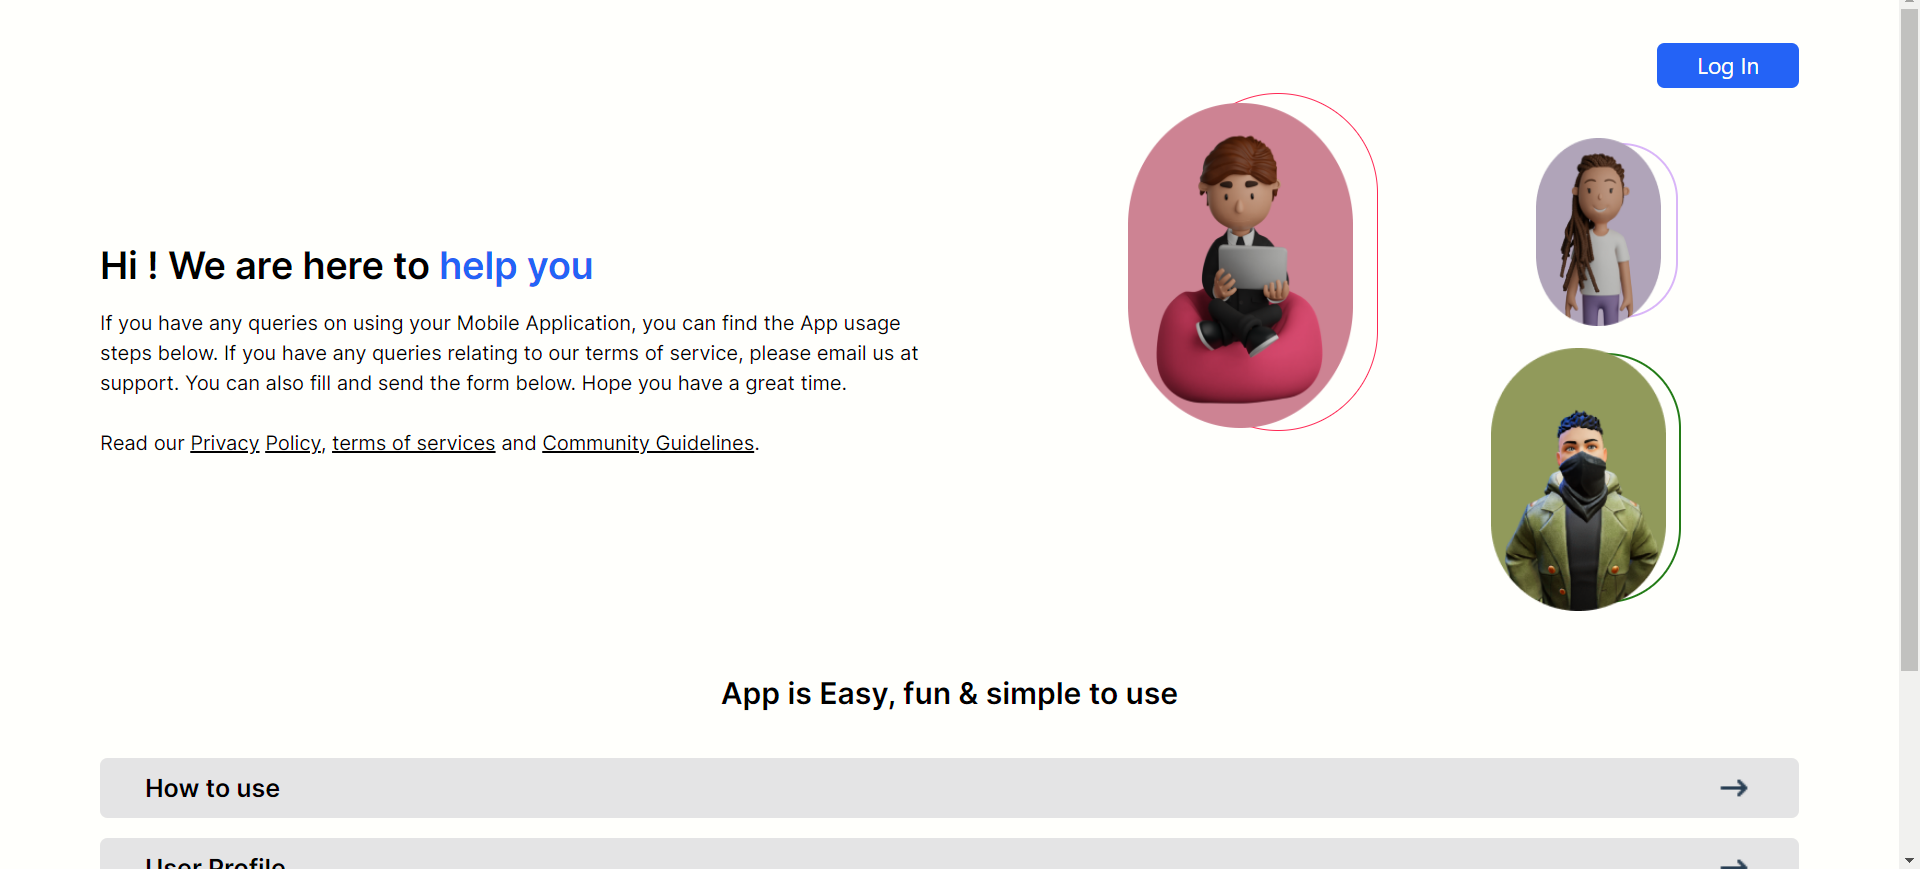 Log In
Hi ! We are here to help you
If you have any queries on using your Mobile Application, you can find the App usage
steps below. If you have any queries relating to our terms of service, please email us at
support. You can also fill and send the form below. Hope you have a great time.
Read our Privacy Policy, terms of services and Community Guidelines.
App is Easy, fun & simple to use
How to use
User Profile